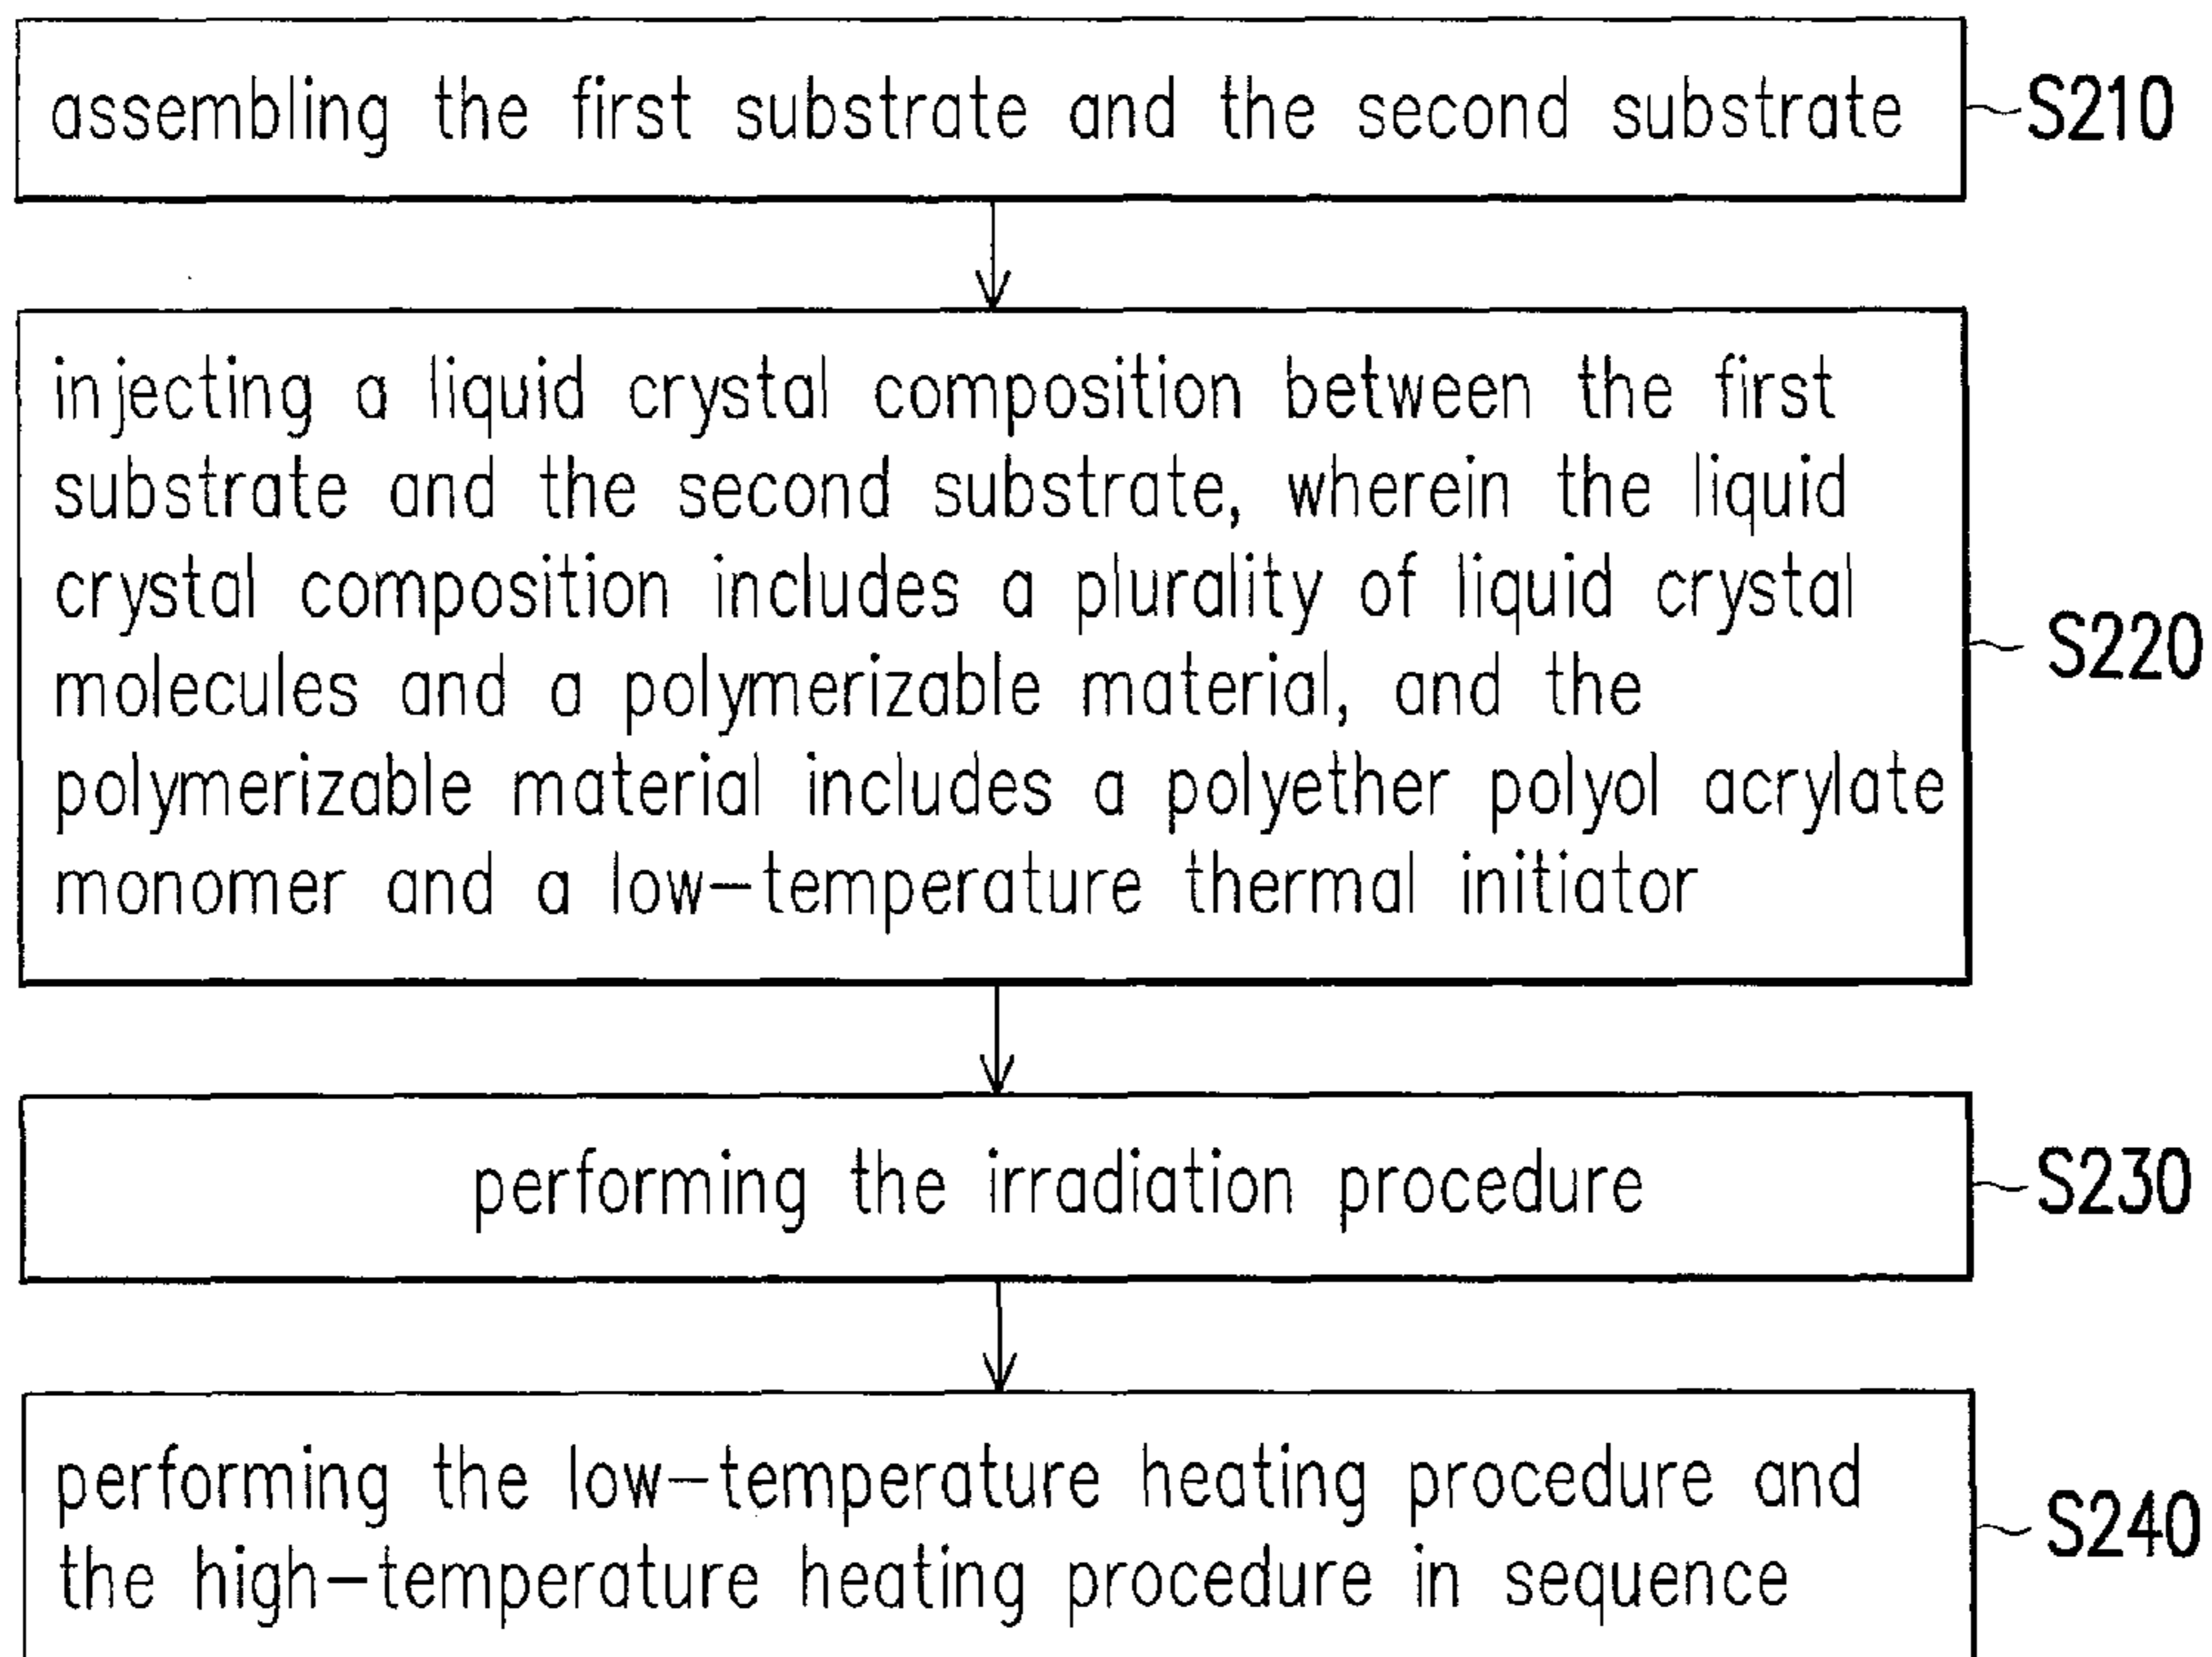 assembling the first substrate and the second substrate
S210
injecting a liquid crystal composition between the first
substrate and the second substrate, wherein the liquid
crystal composition includes a plurality of liquid crystal
molecules and a polymerizable material, and the
polymerizable material includes a polyether polyol acrylate
monomer and a low-temperature thermal initiator
S220
performing the irradiation procedure
S230
performing the low-temperature heating procedure and
the high-temperature heating procedure in sequence
S240